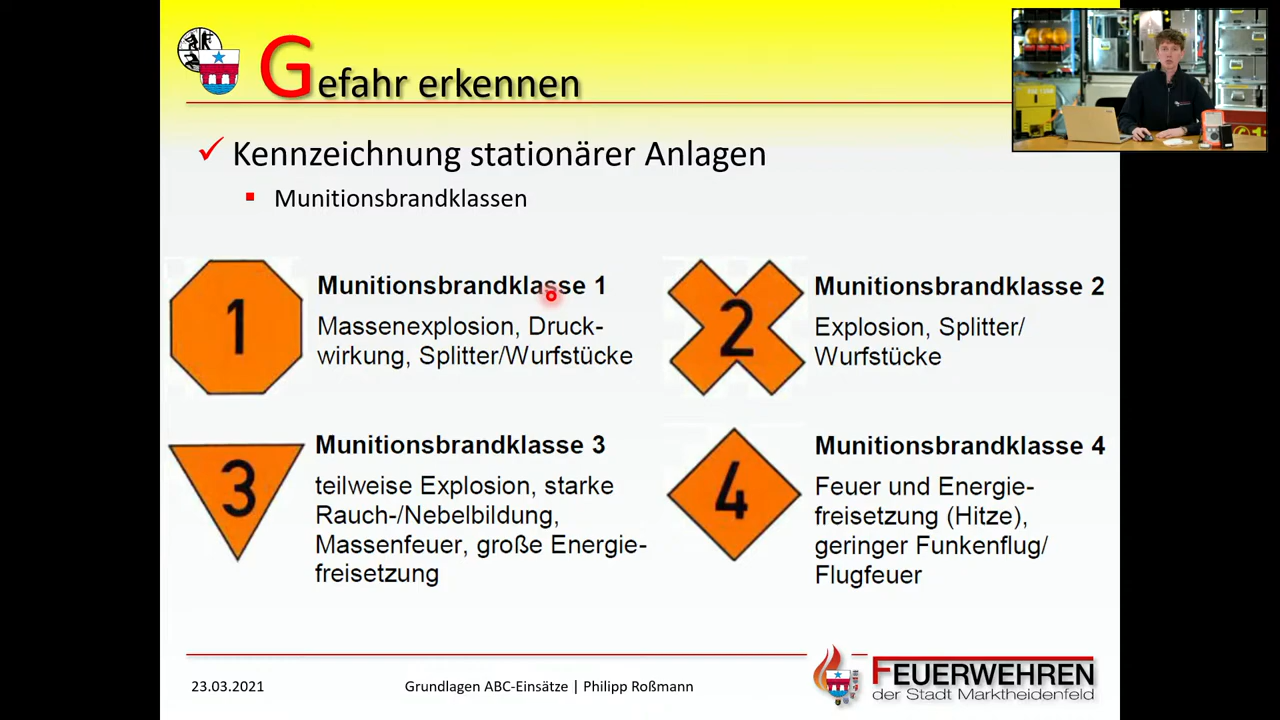 Gefahr erkennen
Kennzeichnung stationärer Anlagen
Munitionsbrandklassen
1
Munitionsbrandklasse 1
Massenexplosion, Druck-
wirkung, Splitter/Wurfstücke
2
Munitionsbrandklasse 2
Explosion, Splitter/
Wurfstücke
3
Munitionsbrandklasse 3
teilweise Explosion, starke
Rauch-/Nebelbildung,
Massenfeuer, große Energie-
freisetzung
4
Munitionsbrandklasse 4
Feuer und Energie-
freisetzung (Hitze),
geringer Funkenflug/
Flugfeuer
23.03.2021
Grundlagen ABC-Einsätze | Philipp Roßmann
FEUERWEHREN
der Stadt Marktheidenfeld